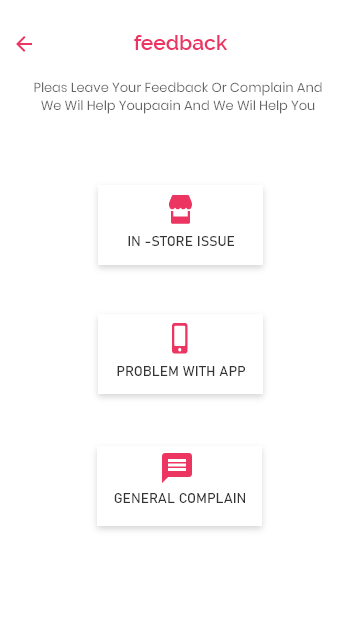 feedback
Pleas Leave Your Feedback Or Complain And
We Wil Help Youpaain And We Wil Help You
IN -STORE ISSUE
PROBLEM WITH APP
GENERAL COMPLAIN